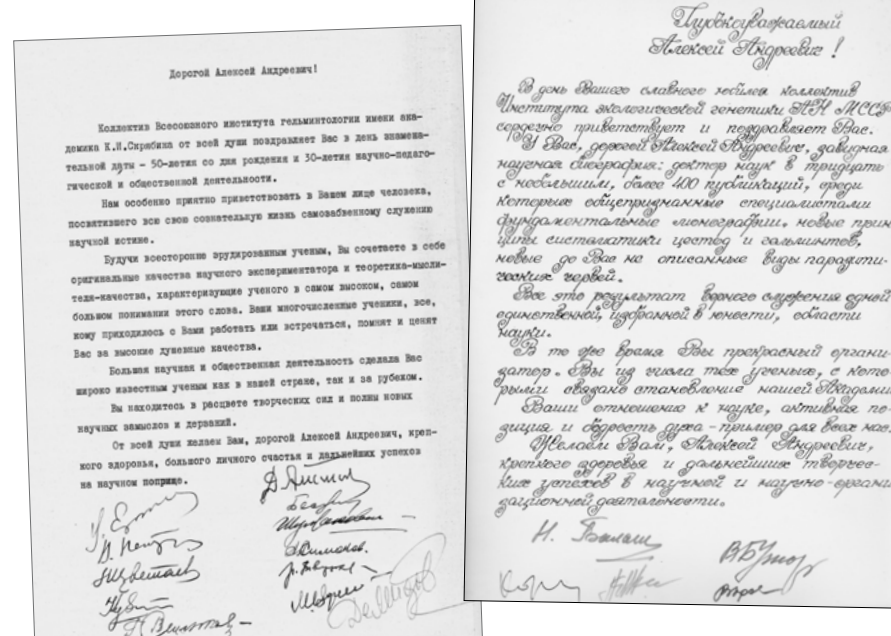 Дорогой Алексей Андреевич!
Коллектив Всесоюзного института гельминтологии имени ака-
демика К.И.Скрябина от всей души поздравляет Вас в день знамена-
тельной даты - 50-летия со дня рождения и 30-летия научно-педаго-
гической и общественной деятельности.
Нам особенно приятно приветствовать в Вашем лице человека,
посвятившего всю свою сознательную жизнь самозабвенному служению
научной истине.
Будучи всесторонне эрудированным ученым, Вы сочетаете в себе
оригинальные качества научного экспериментатора и теоретика-мысли-
теля-качества, характеризующие ученого в самом высоком, самом
большом понимании этого слова. Ваши многочисленные ученики, все,
кому приходилось с Вами работать или встречаться, помнят и ценят
Вас за высокие душевные качества.
Большая научная и общественная деятельность сделала Вас
широко известным ученым как в нашей стране, так и за рубежом.
Вы находитесь в расцвете творческих сил и полны новых
научных замыслов и дерзаний.
От всей души желаем Вам, дорогой Алексей Андреевич, креп-
кого здоровья, большого личного счастья и дальнейших успехов
на научном поприще.
Глубокоуважаемый
Алексей Андреевич!
В день Вашего славного юбилея коллектив
Института экологической генетики АН МССР
сердечно приветствует и поздравляет Вас.
У Вас, дорогой Алексей Андреевич, завидная
научная биография: доктор наук в тридцать
с небольшим, более 400 публикаций, среди
которых общепризнанные специалистами
фундаментальные монографии, новые прин
ципы систематики цестод и гельминтов,
новые до Вас не описанные виды паразити-
ческих червей.
Все это результат верного служения одной
единственной, избранной в юности, области
науки.
В то же время Вы прекрасный органи-
затор. Вы из числа тех ученых, с кото-
рыми связано становление нашей Академии
Ваши отношение к науке, активная по-
зиция и бодрость духа - пример для всех нас.
Желаем Вам, Алексей Андреевич,
крепкого здоровья и дальнейших творчес-
ких успехов в научной и научно-органи
зационной деятельности.